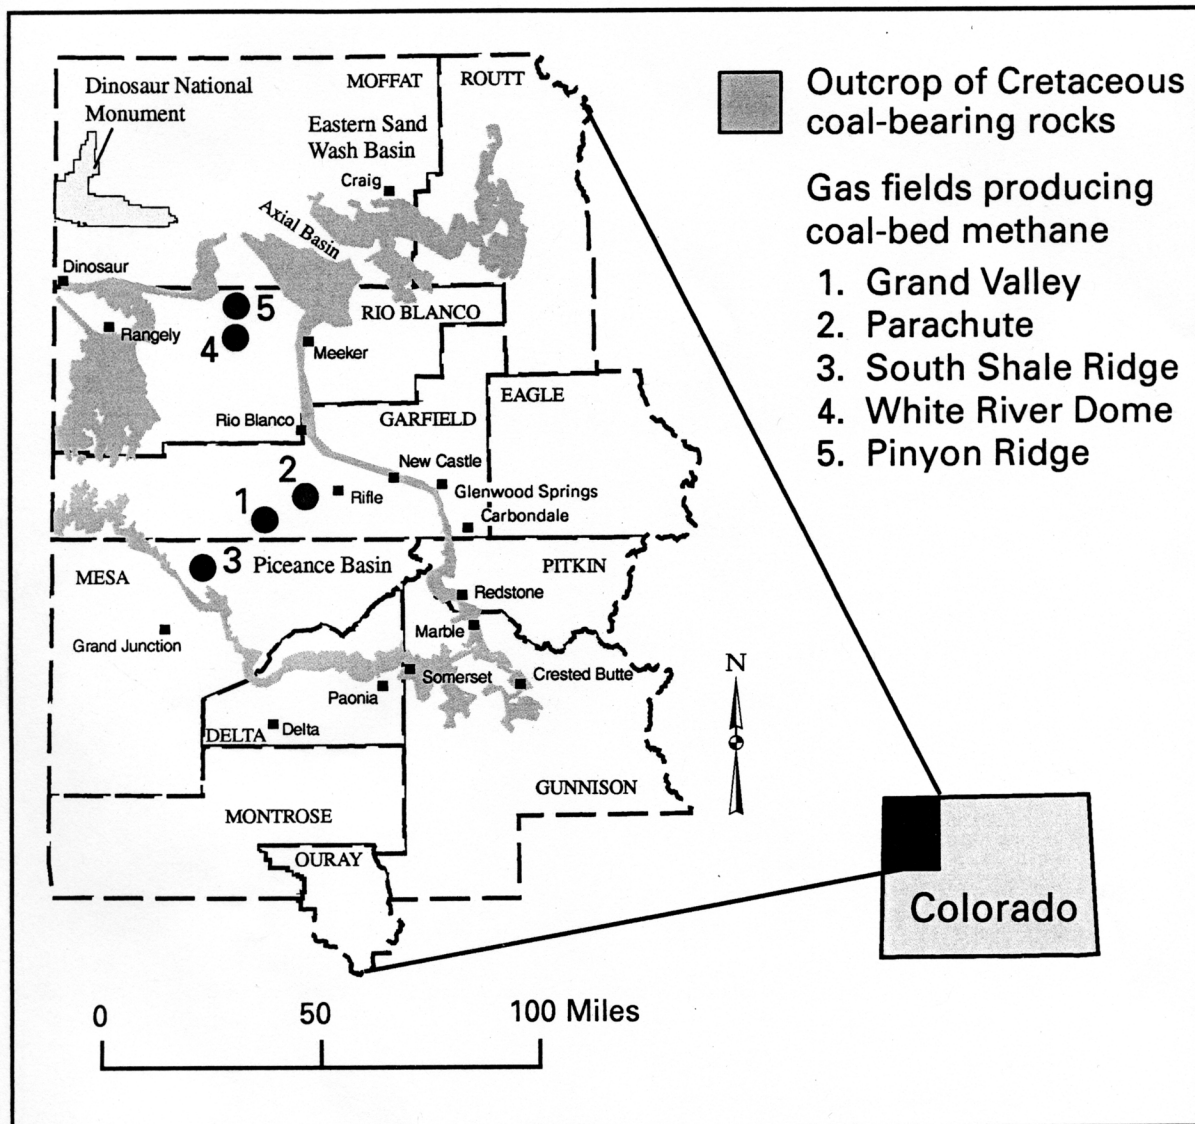 Dinosaur National
Monument
MOFFAT
ROUTT
Eastern Sand
Wash Basin
Craig
Axial Basin
Dinosaur
5
RIO BLANCO
Rangely
4
Meeker
EAGLE
Rio Blanco
GARFIELD
New Castle
2
Rifle
Glenwood Springs
1
Carbondale
3
Piceance Basin
PITKIN
MESA
Redstone
Marble
Grand Junction
Somerset
Crested Butte
Paonia
DELTA
Delta
GUNNISON
MONTROSE
OURAY
N
0
50
100 Miles
Outcrop of Cretaceous
coal-bearing rocks
Gas fields producing
coal-bed methane
1. Grand Valley
2. Parachute
3. South Shale Ridge
4. White River Dome
5. Pinyon Ridge
Colorado